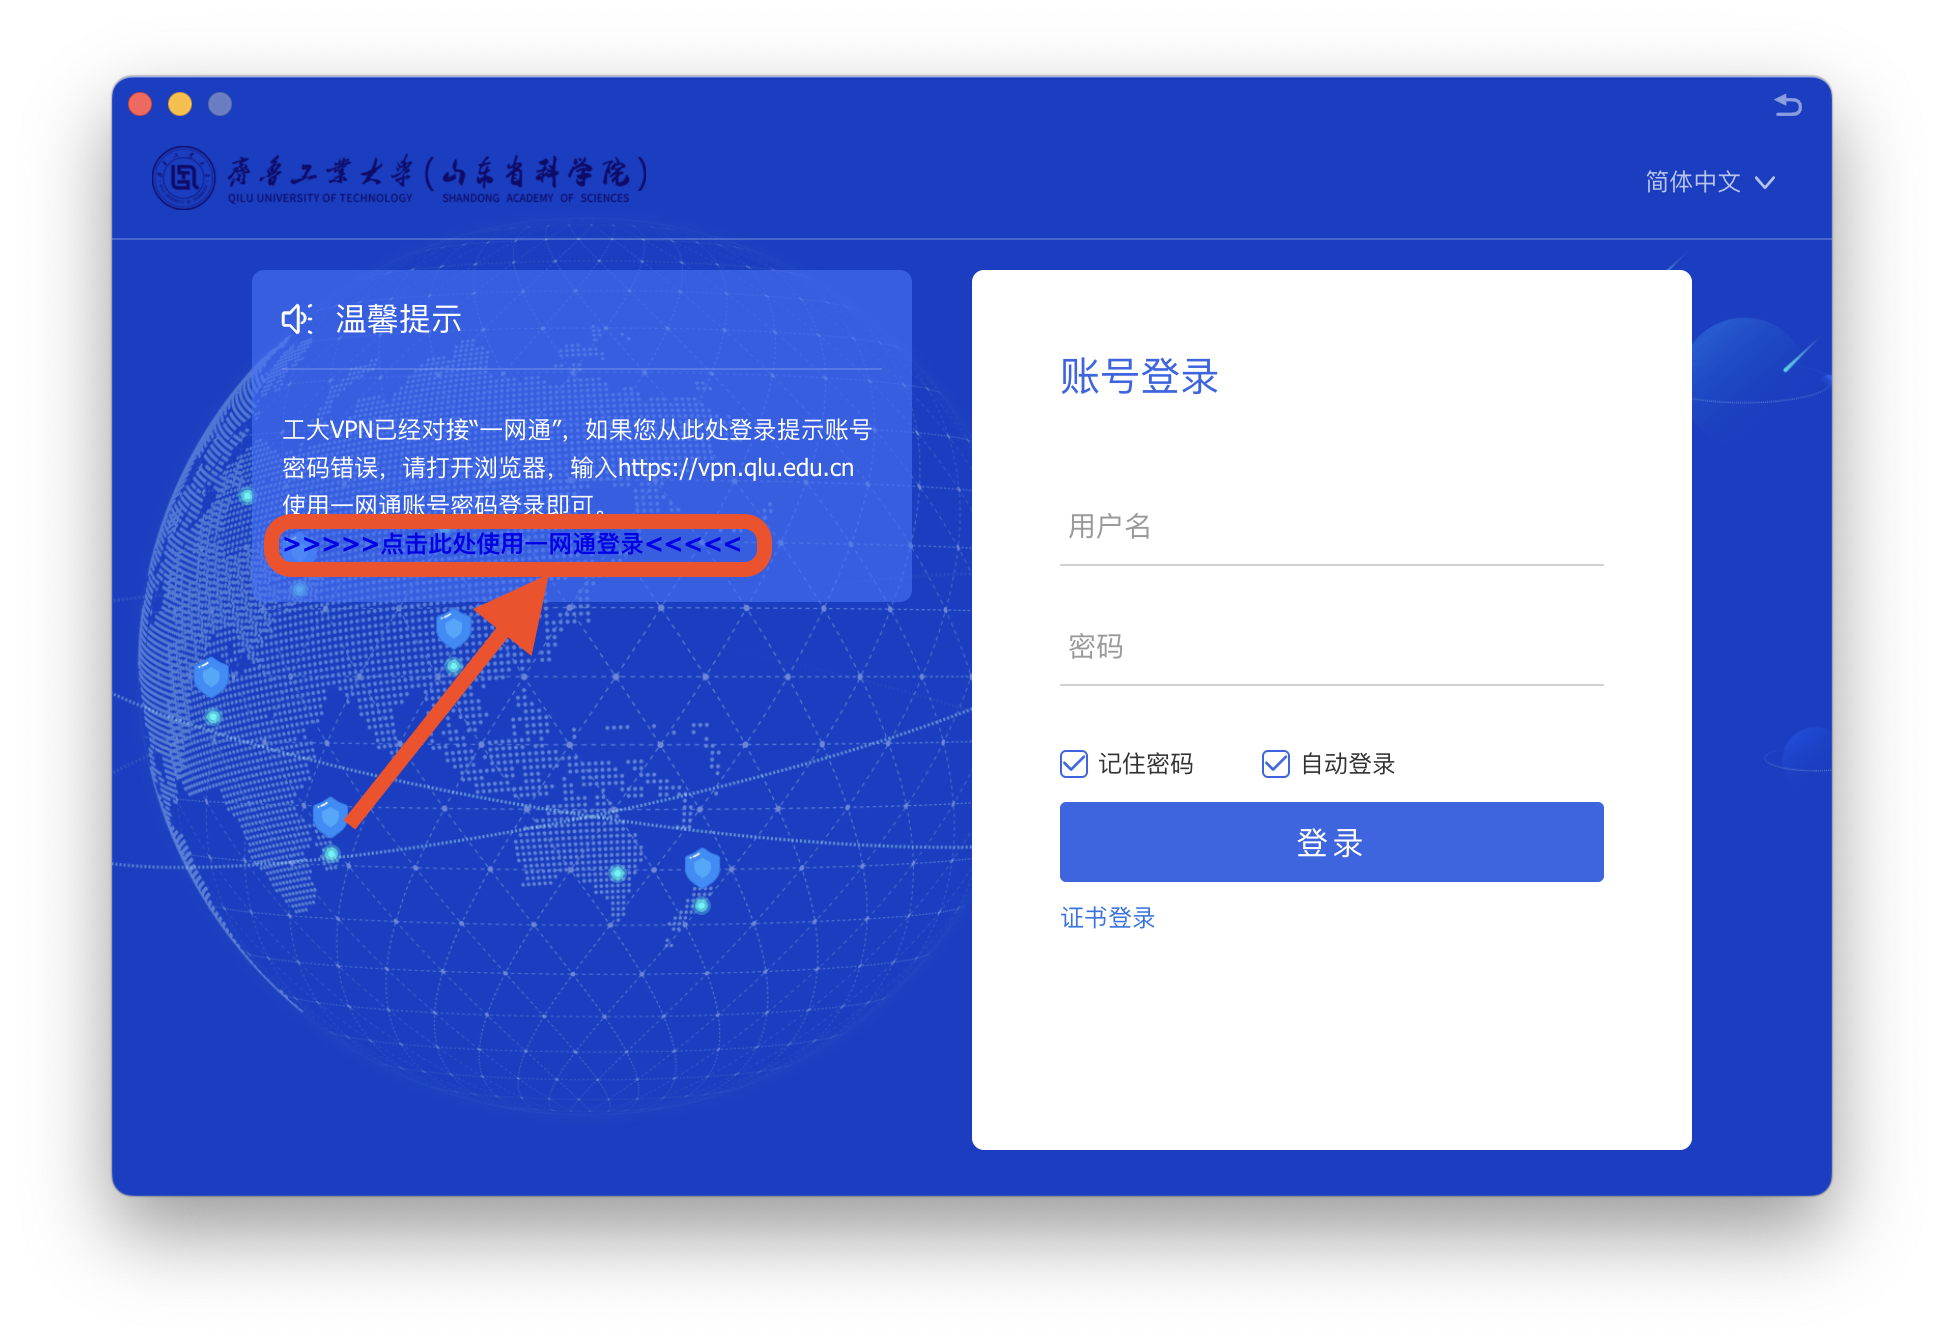 齊鲁工業大学(山东省科学院)
QILU UNIVERSITY OF TECHNOLOGY SHANDONG ACADEMY OF SCIENCES
简体中文
温馨提示
工大VPN已经对接“一网通”，如果您从此处登录提示账号
密码错误，请打开浏览器，输入https://vpn.qlu.edu.cn
使用一网通账号密码登录即可。
>>>>>点击此处使用一网通登录<<<<<
账号登录
用户名
密码
记住密码
自动登录
登录
证书登录